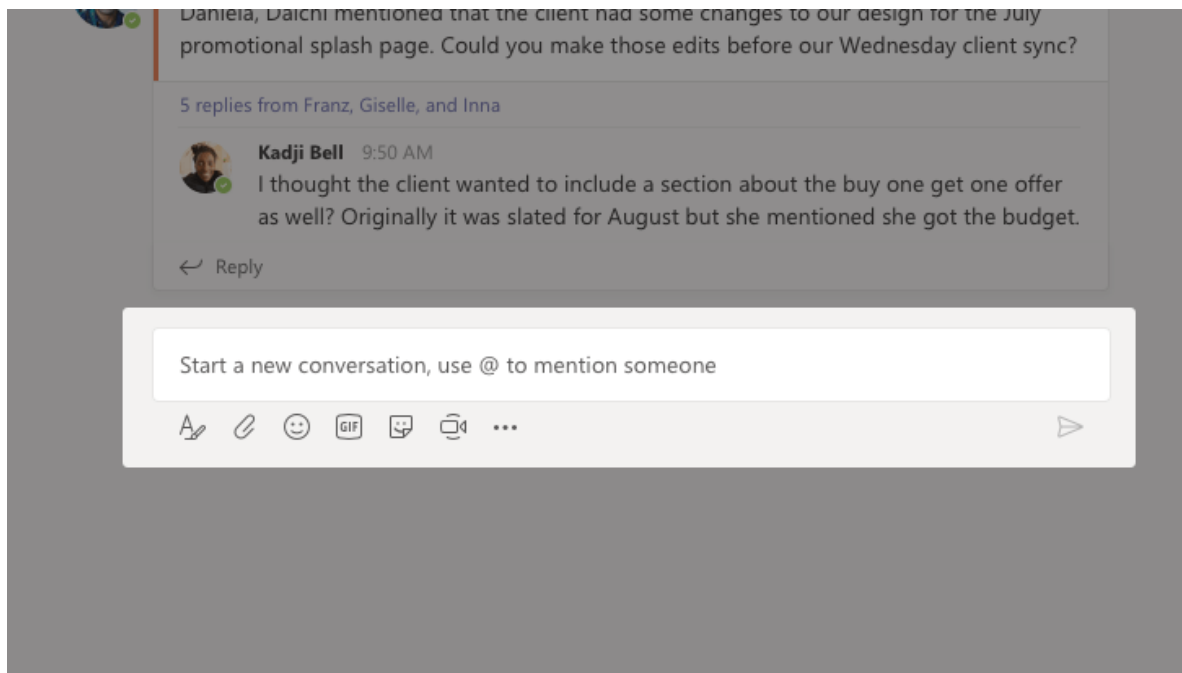 Daniela, Daichi mentioned that the client had some changes to our design for the July
promotional splash page. Could you make those edits before our Wednesday client sync?
5 replies from Franz, Giselle, and Inna
Kadji Bell 9:50 AM
I thought the client wanted to include a section about the buy one get one offer
as well? Originally it was slated for August but she mentioned she got the budget.
Reply
Start a new conversation, use @ to mention someone
GIF